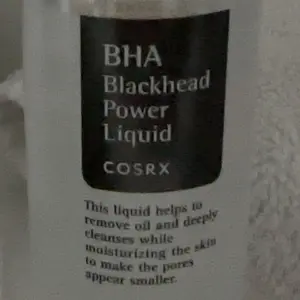 BHA
Blackhead
Power
Liquid
COSRX
This liquid helps to
remove oil and deeply
cleanses while
moisturizing the skin
to make the pores
appear smaller.